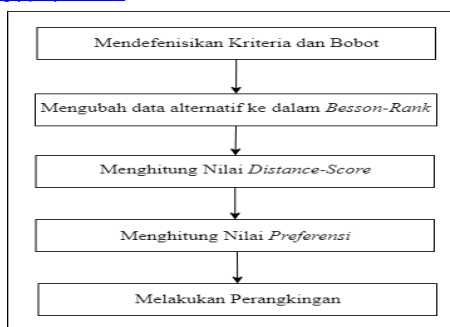 Mendefenisikan Kriteria dan Bobot
Mengubah data alternatif ke dalam Besson-Rank
Menghitung Nilai Distance-Score
Menghitung Nilai Preferensi
Melakukan Perangkingan